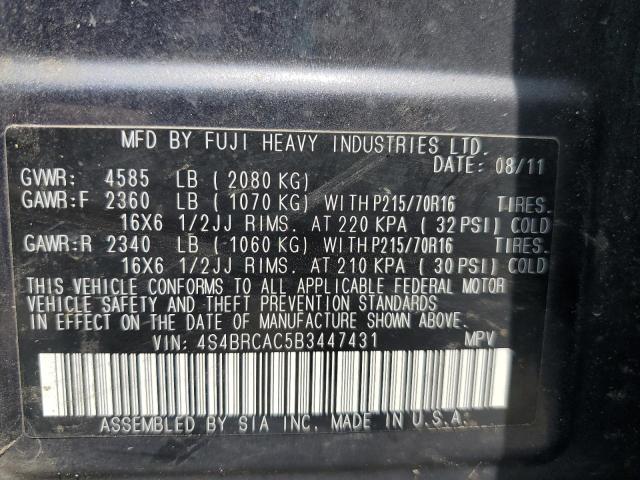 MFD BY FUJI HEAVY INDUSTRIES LTD.
DATE: 08/11
GVWR: 4585 LB (2080 KG)
GAWR:F 2360 LB (1070 KG) WITH P215/70R16 TIRES.
16X6 1/2JJ RIMS. AT 220 KPA (32 PSI) COLD
GAWR:R 2340 LB (1060 KG) WITH P215/70R16 TIRES.
16X6 1/2JJ RIMS. AT 210 KPA (30 PSI) COLD
THIS VEHICLE CONFORMS TO ALL APPLICABLE FEDERAL MOTOR
VEHICLE SAFETY AND THEFT PREVENTION STANDARDS
IN EFFECT ON THE DATE OF MANUFACTURE SHOWN ABOVE.
VIN: 4S4BRCAC5B3447431 MPV
ASSEMBLED BY SIA INC. MADE IN U.S.A.